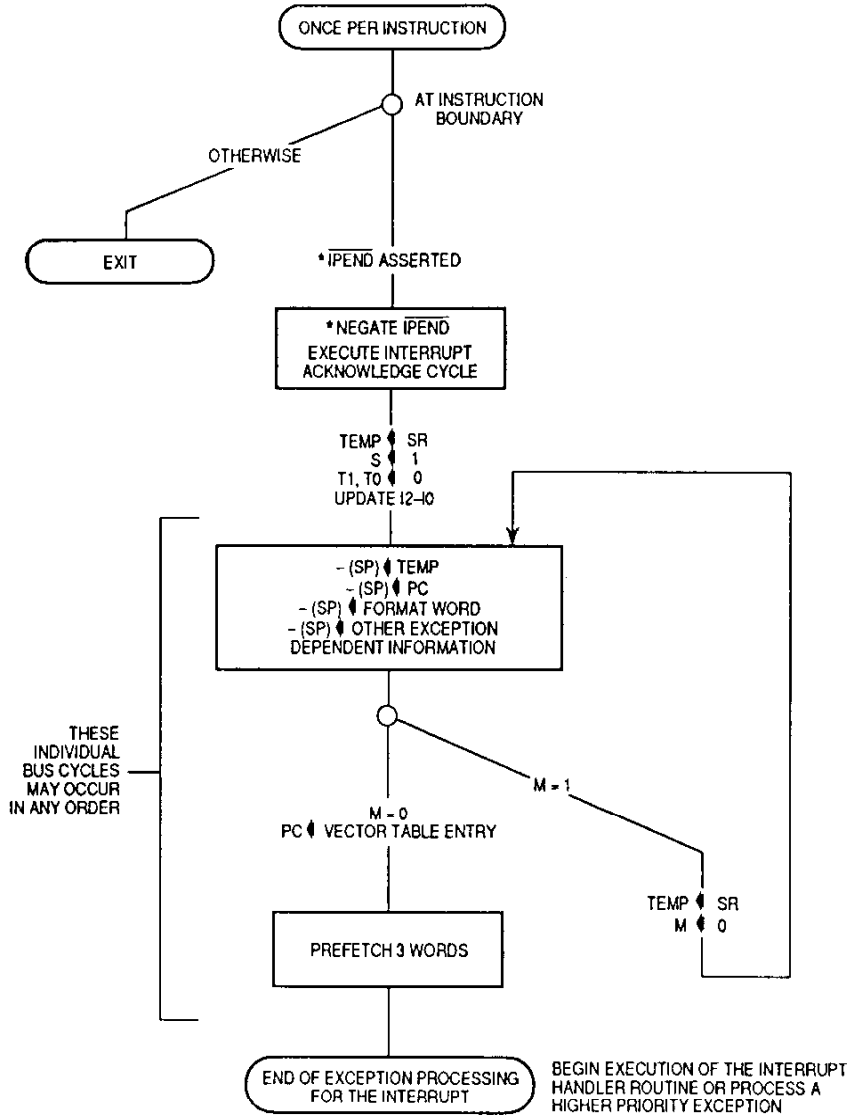 ONCE PER INSTRUCTION
AT INSTRUCTION
BOUNDARY
OTHERWISE
EXIT
*IPEND ASSERTED
*NEGATE IPEND
EXECUTE INTERRUPT
ACKNOWLEDGE CYCLE
TEMP ◀ SR
S ◀ 1
T1, T0 ◀ 0
UPDATE I2–I0
– (SP) ◀ TEMP
– (SP) ◀ PC
– (SP) ◀ FORMAT WORD
– (SP) ◀ OTHER EXCEPTION
DEPENDENT INFORMATION
THESE
INDIVIDUAL
BUS CYCLES
MAY OCCUR
IN ANY ORDER
M = 1
M = 0
PC ◀ VECTOR TABLE ENTRY
TEMP ◀ SR
M ◀ 0
PREFETCH 3 WORDS
END OF EXCEPTION PROCESSING
FOR THE INTERRUPT
BEGIN EXECUTION OF THE INTERRUPT
HANDLER ROUTINE OR PROCESS A
HIGHER PRIORITY EXCEPTION